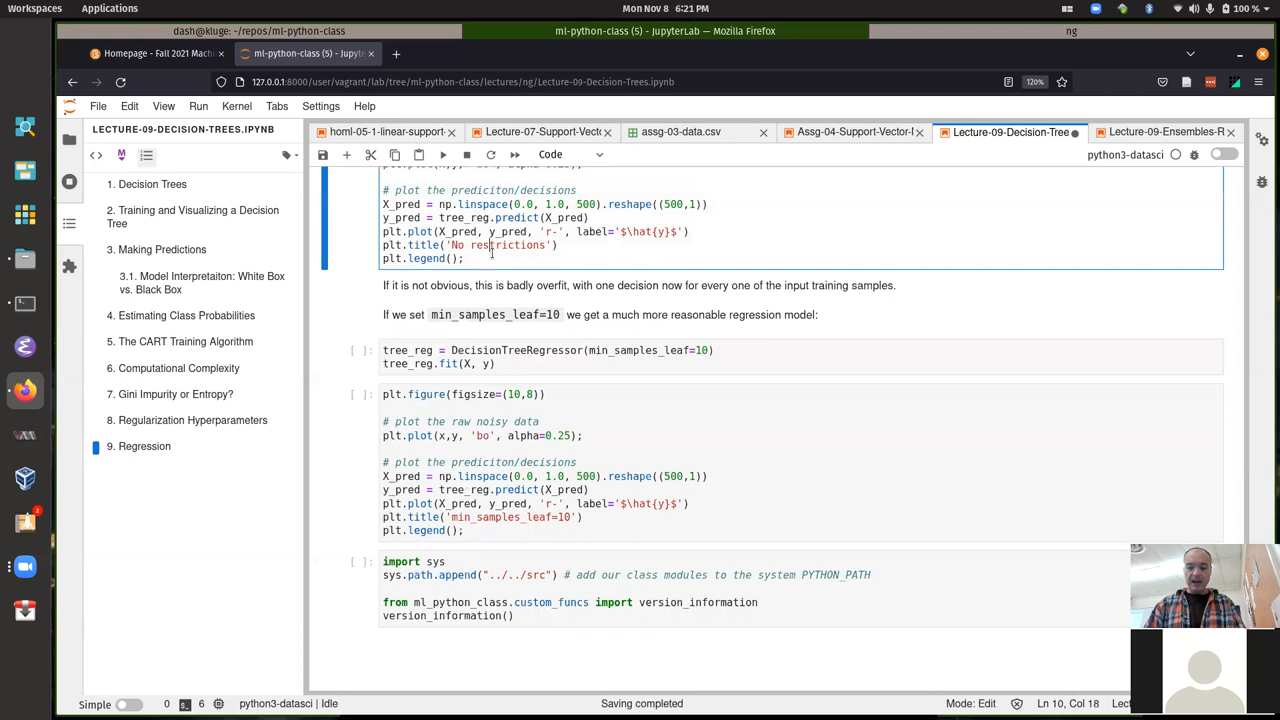 Workspaces Applications Mon Nov 8 6:21 PM 100 %
dash@kluge: ~/repos/ml-python-class ml-python-class (5) - JupyterLab — Mozilla Firefox ng
Homepage - Fall 2021 Mach ml-python-class (5) - Jupyte
127.0.0.1:8000/user/vagrant/lab/tree/ml-python-class/lectures/ng/Lecture-09-Decision-Trees.ipynb 120%
File Edit View Run Kernel Tabs Settings Help
LECTURE-09-DECISION-TREES.IPYNB
homl-05-1-linear-support- Lecture-07-Support-Vecto assg-03-data.csv Assg-04-Support-Vector-I Lecture-09-Decision-Tree Lecture-09-Ensembles-R
Code python3-datasci
1. Decision Trees
2. Training and Visualizing a Decision
Tree
3. Making Predictions
3.1. Model Interpretaiton: White Box
vs. Black Box
4. Estimating Class Probabilities
5. The CART Training Algorithm
6. Computational Complexity
7. Gini Impurity or Entropy?
8. Regularization Hyperparameters
9. Regression
# plot the prediciton/decisions
X_pred = np.linspace(0.0, 1.0, 500).reshape((500,1))
y_pred = tree_reg.predict(X_pred)
plt.plot(X_pred, y_pred, 'r-', label='$\hat{y}$')
plt.title('No restrictions')
plt.legend();
If it is not obvious, this is badly overfit, with one decision now for every one of the input training samples.
If we set min_samples_leaf=10 we get a much more reasonable regression model:
[ ]: tree_reg = DecisionTreeRegressor(min_samples_leaf=10)
tree_reg.fit(X, y)
[ ]: plt.figure(figsize=(10,8))
# plot the raw noisy data
plt.plot(x,y, 'bo', alpha=0.25);
# plot the prediciton/decisions
X_pred = np.linspace(0.0, 1.0, 500).reshape((500,1))
y_pred = tree_reg.predict(X_pred)
plt.plot(X_pred, y_pred, 'r-', label='$\hat{y}$')
plt.title('min_samples_leaf=10')
plt.legend();
[ ]: import sys
sys.path.append("../../src") # add our class modules to the system PYTHON_PATH
from ml_python_class.custom_funcs import version_information
version_information()
Simple 0 6 python3-datasci | Idle Saving completed Mode: Edit Ln 10, Col 18